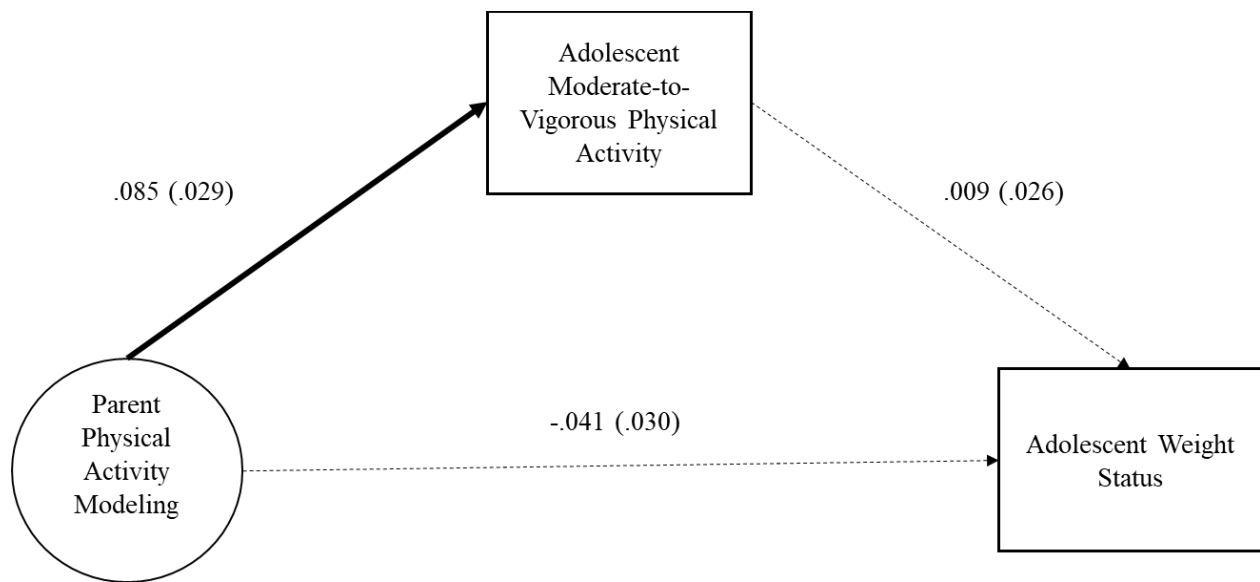 Adolescent
Moderate-to-
Vigorous Physical
Activity
.085 (.029)
.009 (.026)
Parent
Physical
Activity
Modeling
-.041 (.030)
Adolescent Weight
Status